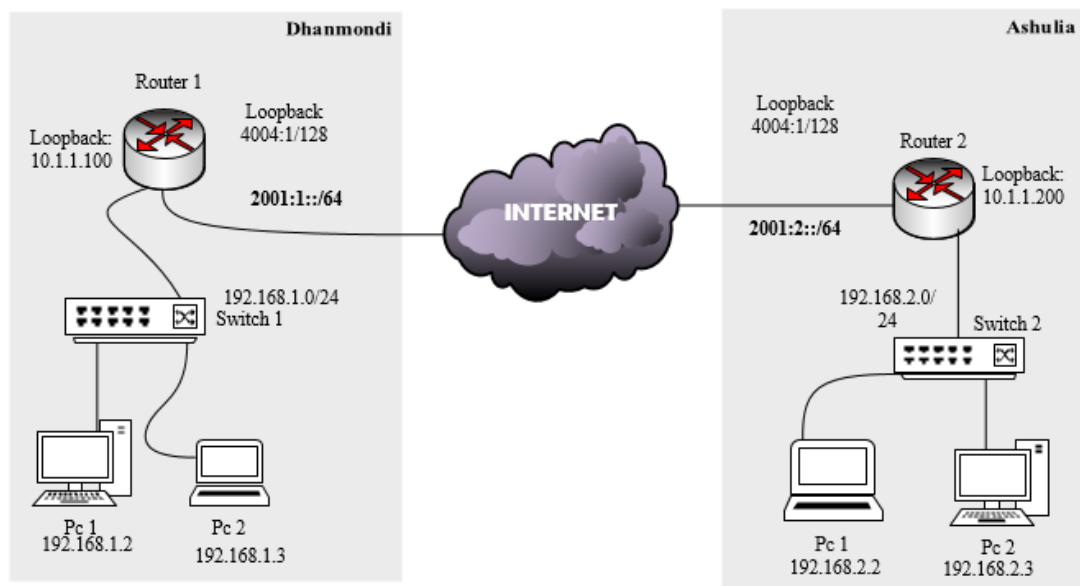 Dhanmondi
Router 1
Loopback
4004:1/128
Loopback:
10.1.1.100
2001:1::/64
192.168.1.0/24
Switch 1
Pc 1
192.168.1.2
Pc 2
192.168.1.3
INTERNET
Ashulia
Loopback
4004:1/128
Router 2
Loopback:
10.1.1.200
2001:2::/64
192.168.2.0/
24
Switch 2
Pc 1
192.168.2.2
Pc 2
192.168.2.3